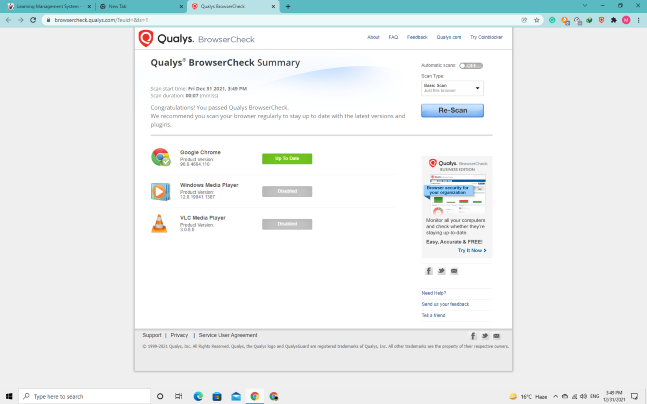 Learning Management System
New Tab
Qualys BrowserCheck
browsercheck.qualys.com/?euid=&ls=1
Qualys. BrowserCheck
About FAQ Feedback Qualys.com Try Coinblocker
Qualys® BrowserCheck Summary
Automatic scans:
Scan Type
Scan start time: Fri Dec 31 2021, 3:49 PM
Basic Scan
Scan duration: 00:07 (mm:ss)
Just this browser
Congratulations! You passed Qualys BrowserCheck.
Re-Scan
We recommend you scan your browser regularly to stay up to date with the latest versions and
plugins.
Google Chrome
Product Version:
96.0.4664.110
Up To Date
Windows Media Player
Product Version:
12.0.19041.1387
Disabled
VLC Media Player
Product Version:
3.0.8.0
Disabled
Qualys. BrowserCheck
BUSINESS EDITION
Browser security for
your organization
Monitor all your computers
and check whether they're
staying up-to-date
Easy, Accurate & FREE!
Try It Now
Need Help?
Send us your feedback
Tell a friend
Support | Privacy | Service User Agreement
© 1999-2021 Qualys, Inc. All Rights Reserved. Qualys, the Qualys logo and QualysGuard are registered trademarks of Qualys, Inc. All other trademarks are the property of their respective owners.
Type here to search
16°C Haze
ENG
3:49 PM
12/31/2021